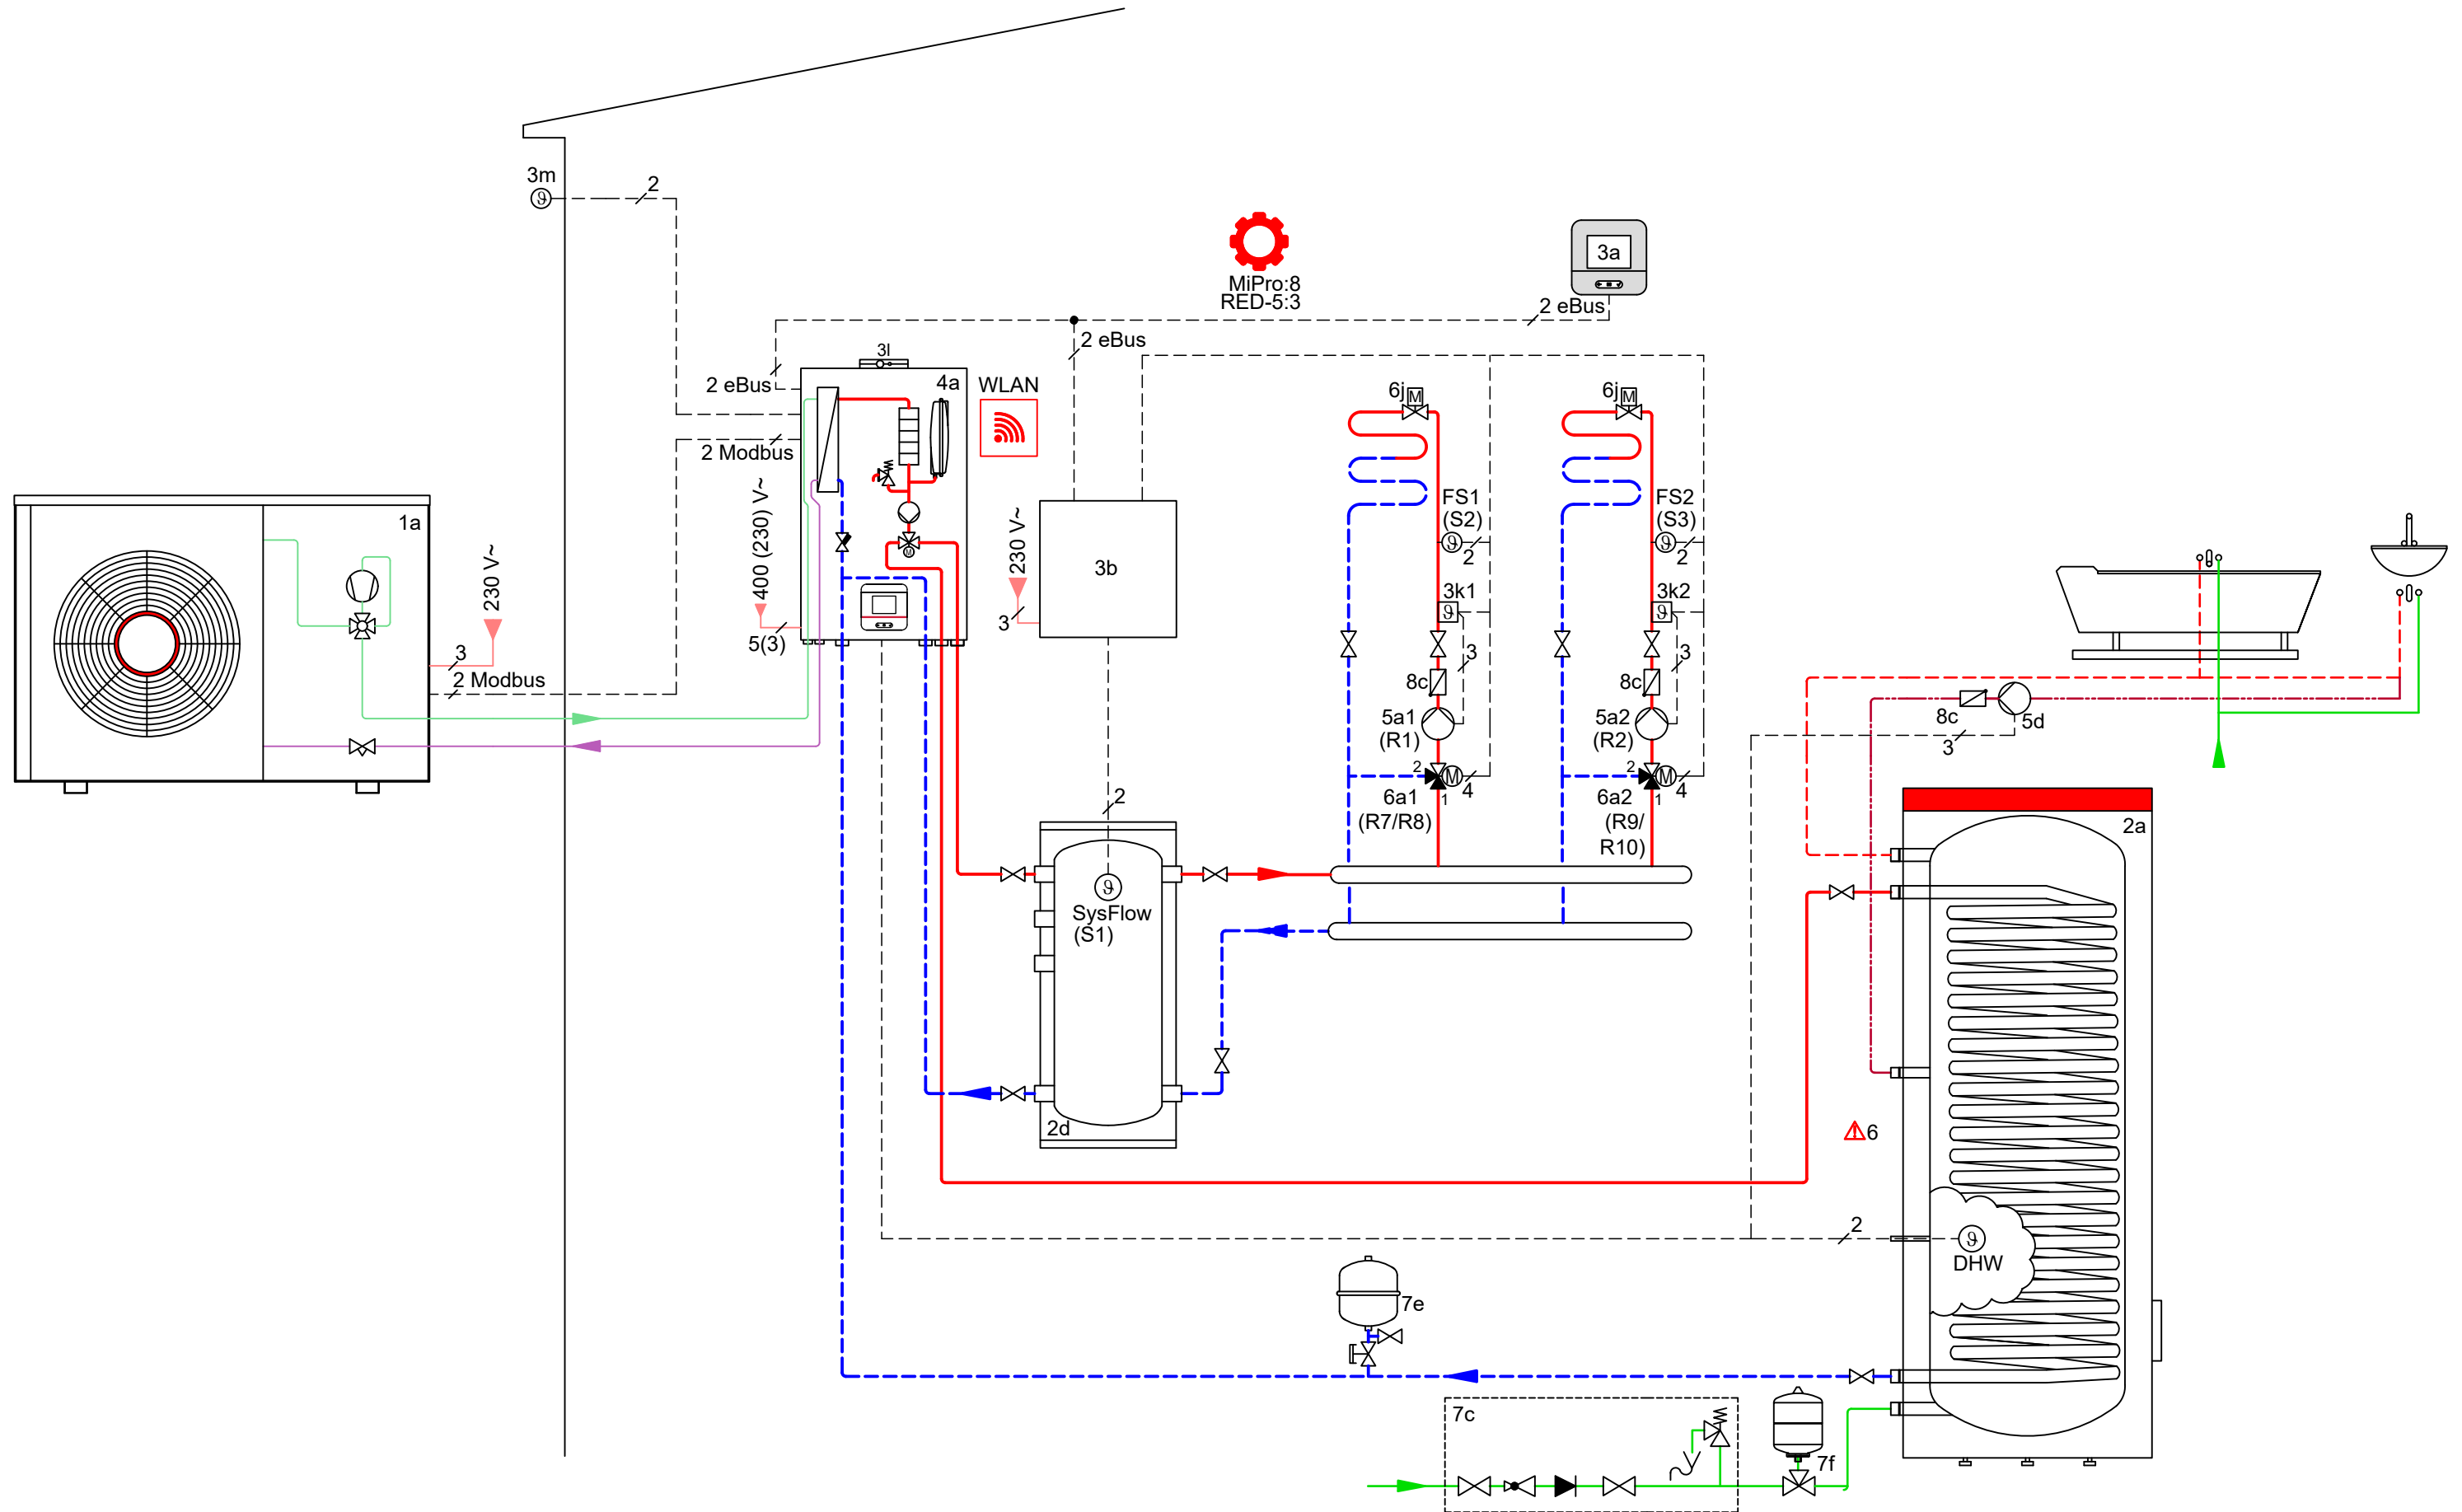 3m
2
MiPro:8
RED-5:3
3a
2 eBus
2 eBus
2 eBus
3l
4a
WLAN
2 Modbus
400 (230) V~
5(3)
M
1a
230 V~
3
2 Modbus
230 V~
3
3b
6j
M
6j
M
FS1
(S2)
2
FS2
(S3)
2
3k1
3k2
3
3
8c
8c
5a1
(R1)
5a2
(R2)
2
M
4
1
2
M
4
1
6a1
(R7/R8)
6a2
(R9/
R10)
8c
5d
3
2
SysFlow
(S1)
2d
2a
6
2
DHW
7e
7c
7f